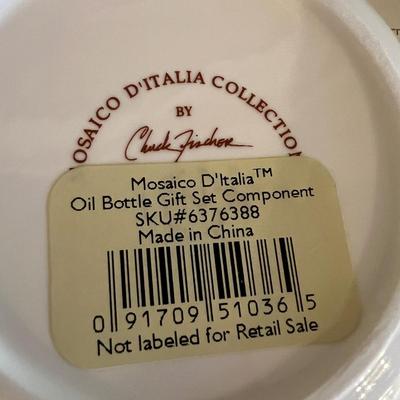 MOSAICO D'ITALIA COLLECTION
BY
Chuck Fischer
Mosaico D'Italia™
Oil Bottle Gift Set Component
SKU#6376388
Made in China
0 91709 51036 5
Not labeled for Retail Sale